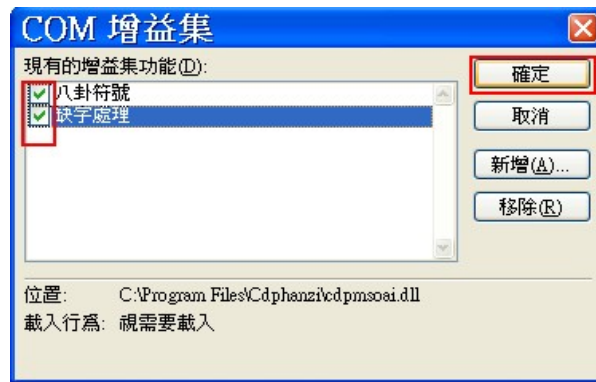 COM 增益集
現有的增益集功能(D):
八卦符號
缺字處理
確定
取消
新增(A)...
移除(R)
位置: C:\Program Files\Cdphanzi\cdpmsoai.dll
載入行為: 視需要載入